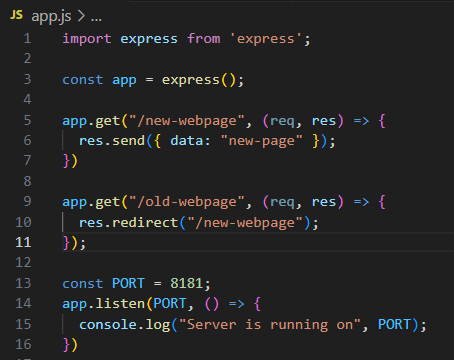 JS app.js > ...
1 import express from 'express';
2
3 const app = express();
4
5 app.get("/new-webpage", (req, res) => {
6   res.send({ data: "new-page" });
7 })
8
9 app.get("/old-webpage", (req, res) => {
10   res.redirect("/new-webpage");
11 });
12
13 const PORT = 8181;
14 app.listen(PORT, () => {
15   console.log("Server is running on", PORT);
16 })